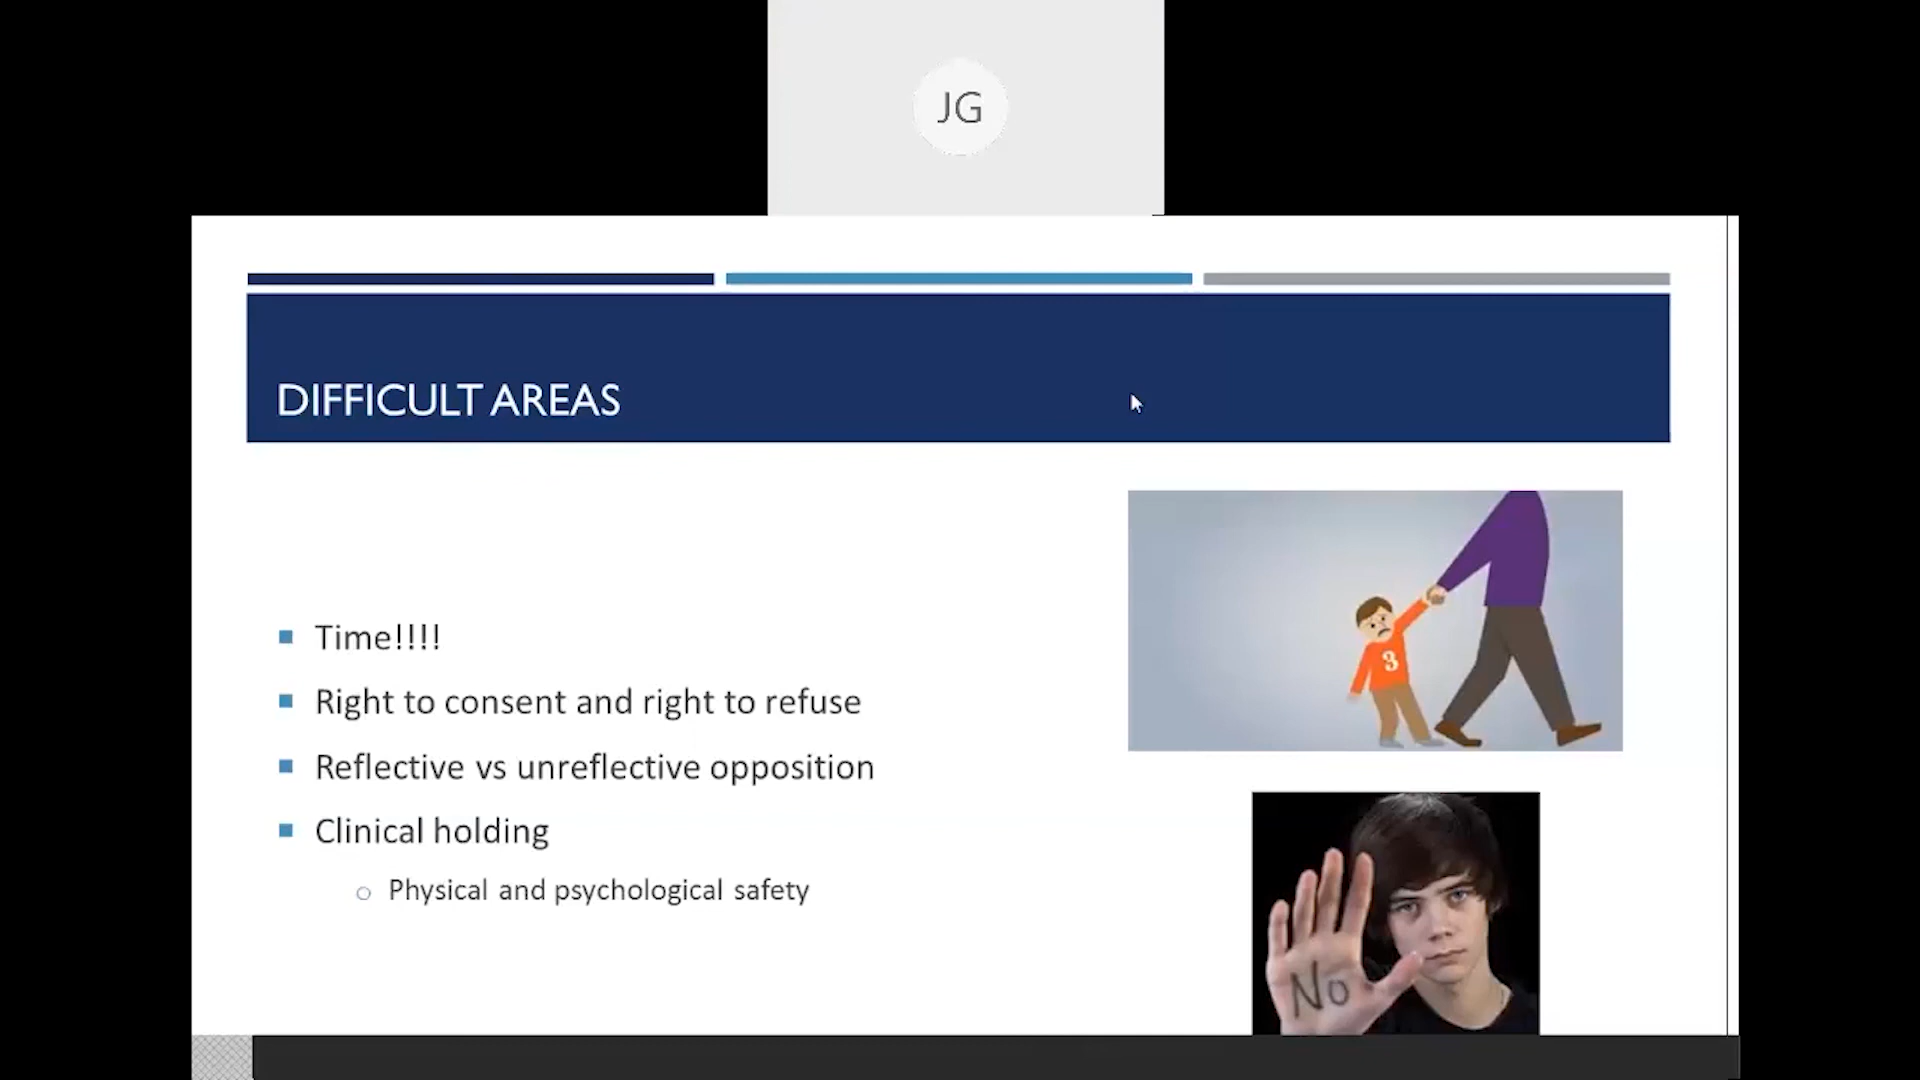 JG
DIFFICULT AREAS
Time!!!!
Right to consent and right to refuse
Reflective vs unreflective opposition
Clinical holding
Physical and psychological safety
3
No